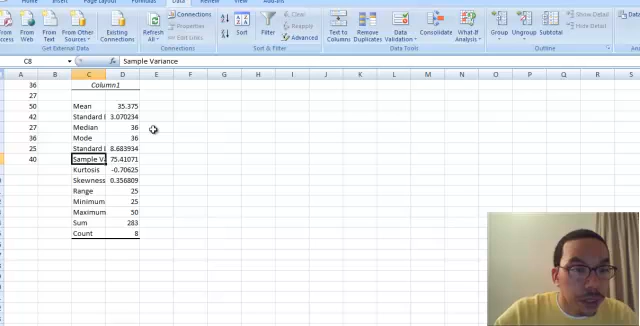 Home Insert Page Layout Formulas Data Review View Add-Ins
From Access From Web From Text From Other Sources Existing Connections
Refresh All Connections Properties Edit Links
Sort Filter Clear Reapply Advanced
Text to Columns Remove Duplicates Data Validation Consolidate What-If Analysis
Group Ungroup Subtotal Show Detail Hide Detail Data
Get External Data Connections Sort & Filter Data Tools Outline
C8 fx Sample Variance
A B C D E F G H I J K L M N O P Q R S
36 Column1
27
50 Mean 35.375
42 Standard E 3.070234
27 Median 36
36 Mode 36
25 Standard D 8.683934
40 Sample Va 75.41071
Kurtosis -0.70625
Skewness 0.356809
Range 25
Minimum 25
Maximum 50
Sum 283
Count 8